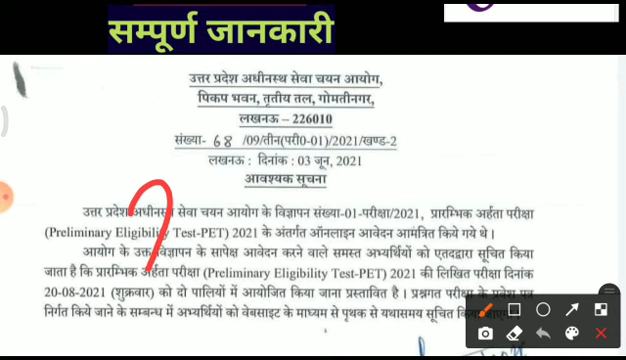 सम्पूर्ण जानकारी
उत्तर प्रदेश अधीनस्थ सेवा चयन आयोग,
पिकप भवन, तृतीय तल, गोमतीनगर,
लखनऊ – 226010
संख्या- 68 /09/तीन(परी0-01)/2021/खण्ड-2
लखनऊ : दिनांक : 03 जून, 2021
आवश्यक सूचना
उत्तर प्रदेश अधीनस्थ सेवा चयन आयोग के विज्ञापन संख्या-01-परीक्षा/2021, प्रारम्भिक अर्हता परीक्षा
(Preliminary Eligibility Test-PET) 2021 के अंतर्गत ऑनलाइन आवेदन आमंत्रित किये गये थे ।
आयोग के उक्त विज्ञापन के सापेक्ष आवेदन करने वाले समस्त अभ्यर्थियों को एतदद्वारा सूचित किया
जाता है कि प्रारम्भिक अर्हता परीक्षा (Preliminary Eligibility Test-PET) 2021 की लिखित परीक्षा दिनांक
20-08-2021 (शुक्रवार) को दो पालियों में आयोजित किया जाना प्रस्तावित है । प्रश्नगत परीक्षा के प्रवेश पत्र
निर्गत किये जाने के सम्बन्ध में अभ्यर्थियों को वेबसाइट के माध्यम से पृथक से यथासमय सूचित